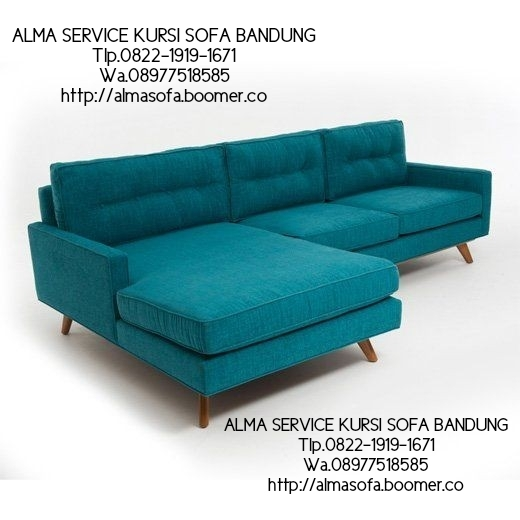 ALMA SERVICE KURSI SOFA BANDUNG
Tlp.0822-1919-1671
Wa.08977518585
http://almasofa.boomer.co
ALMA SERVICE KURSI SOFA BANDUNG
Tlp.0822-1919-1671
Wa.08977518585
http://almasofa.boomer.co